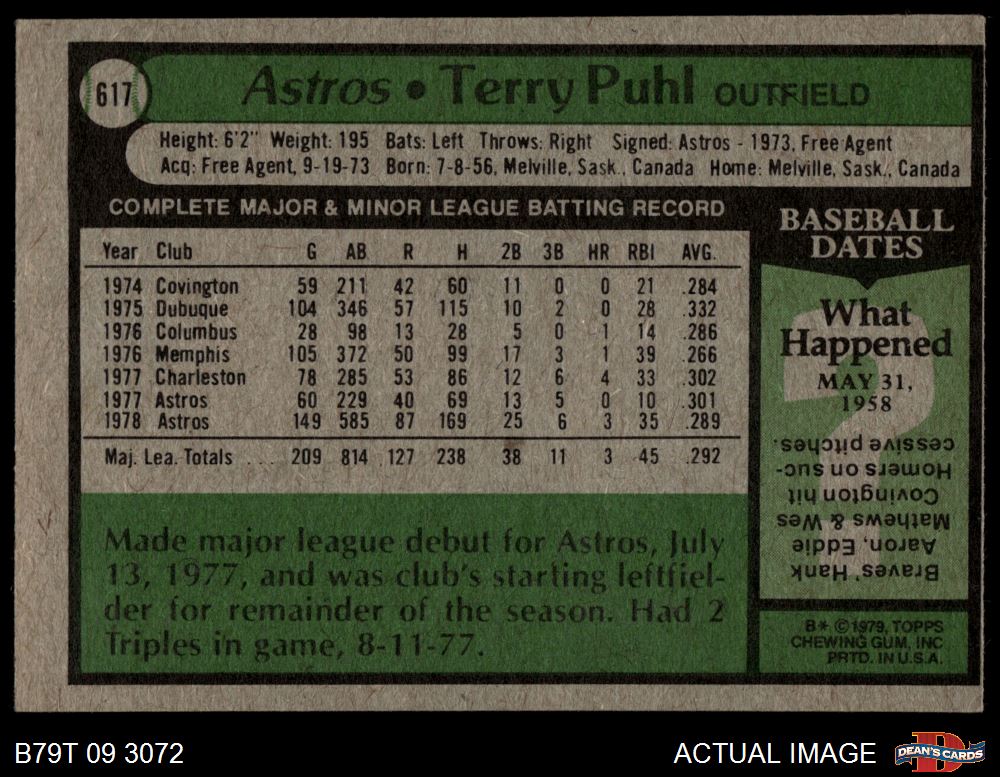 617
Astros • Terry Puhl OUTFIELD
Height: 6'2" Weight: 195 Bats: Left Throws: Right Signed: Astros - 1973, Free Agent
Acq: Free Agent, 9-19-73 Born: 7-8-56, Melville, Sask., Canada Home: Melville, Sask., Canada
COMPLETE MAJOR & MINOR LEAGUE BATTING RECORD
Year Club G AB R H 2B 3B HR RBI AVG.
1974 Covington 59 211 42 60 11 0 0 21 .284
1975 Dubuque 104 346 57 115 10 2 0 28 .332
1976 Columbus 28 98 13 28 5 0 1 14 .286
1976 Memphis 105 372 50 99 17 3 1 39 .266
1977 Charleston 78 285 53 86 12 6 4 33 .302
1977 Astros 60 229 40 69 13 5 0 10 .301
1978 Astros 149 585 87 169 25 6 3 35 .289
Maj. Lea. Totals ... 209 814 127 238 38 11 3 45 .292
Made major league debut for Astros, July
13, 1977, and was club's starting leftfiel-
der for remainder of the season. Had 2
Triples in game, 8-11-77.
BASEBALL
DATES
What
Happened
MAY 31,
1958
?
Braves' Hank
Aaron, Eddie
Mathews & Wes
Covington hit
Homers on suc-
cessive pitches.
B* © 1979, TOPPS
CHEWING GUM, INC
PRTD. IN U.S.A.
B79T 09 3072
ACTUAL IMAGE
D
DEAN'S CARDS